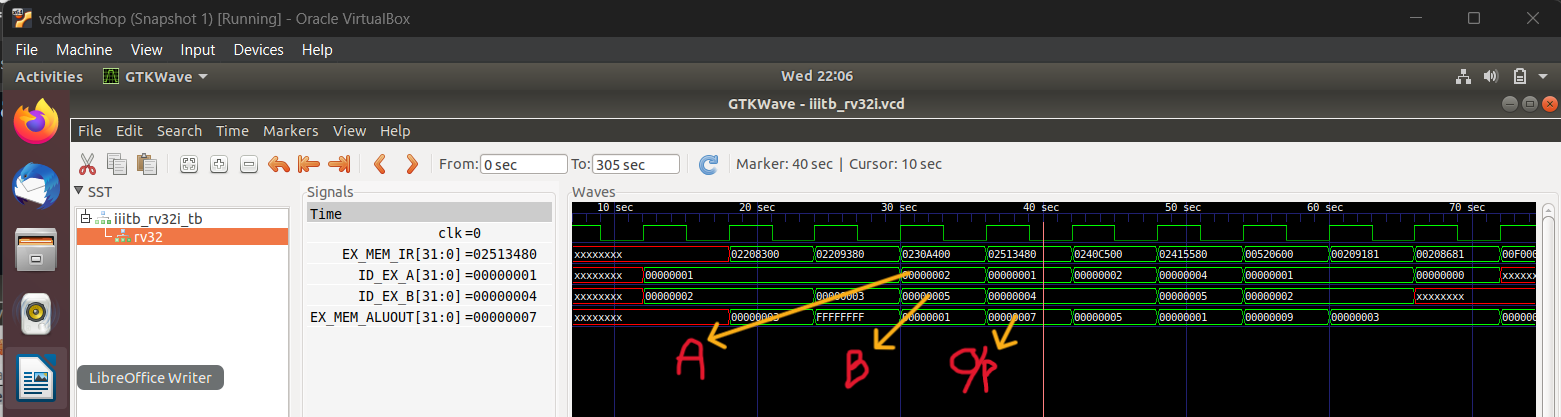 vsdworkshop (Snapshot 1) [Running] - Oracle VirtualBox
File Machine View Input Devices Help
Activities GTKWave Wed 22:06
GTKWave - iiitb_rv32i.vcd
File Edit Search Time Markers View Help
From: 0 sec To: 305 sec Marker: 40 sec | Cursor: 10 sec
SST Signals Waves
iiitb_rv32i_tb
rv32
Time 10 sec 20 sec 30 sec 40 sec 50 sec 60 sec 70 sec
clk =0
EX_MEM_IR[31:0] =02513480 xxxxxxxx 02208300 02209380 0230A400 02513480 0240C500 02415580 00520600 00209181 00208681 00F000
ID_EX_A[31:0] =00000001 xxxxxxxx 00000001 00000002 00000001 00000002 00000004 00000001 00000000 xxxxxx
ID_EX_B[31:0] =00000004 xxxxxxxx 00000002 00000003 00000005 00000004 00000005 00000002 xxxxxxxx
EX_MEM_ALUOUT[31:0] =00000007 xxxxxxxx 00000003 FFFFFFFF 00000001 00000007 00000005 00000001 00000009 00000003 000000
A B O/p
LibreOffice Writer